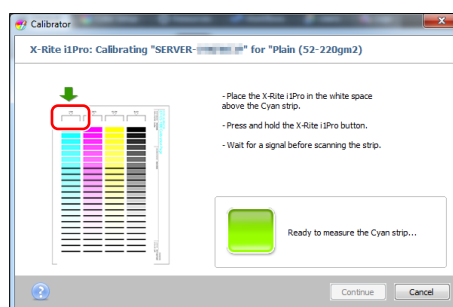 Calibrator
X-Rite i1Pro: Calibrating "SERVER-" for "Plain (52-220gm2)
- Place the X-Rite i1Pro in the white space
above the Cyan strip.
- Press and hold the X-Rite i1Pro button.
- Wait for a signal before scanning the strip.
Ready to measure the Cyan strip...
Continue
Cancel